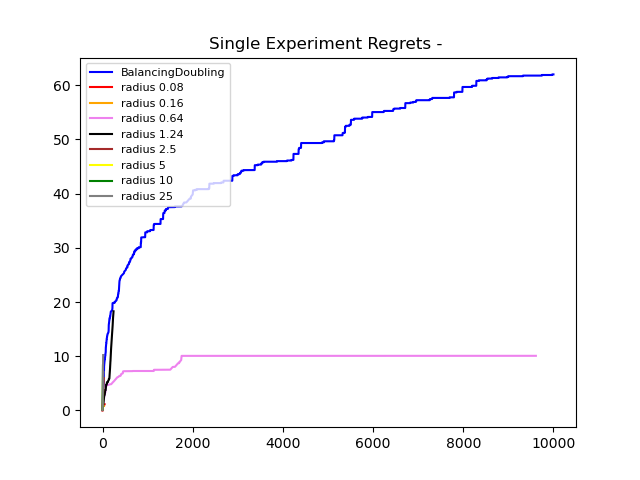 Single Experiment Regrets -
BalancingDoubling
radius 0.08
radius 0.16
radius 0.64
radius 1.24
radius 2.5
radius 5
radius 10
radius 25
60
50
40
30
20
10
0
0 2000 4000 6000 8000 10000